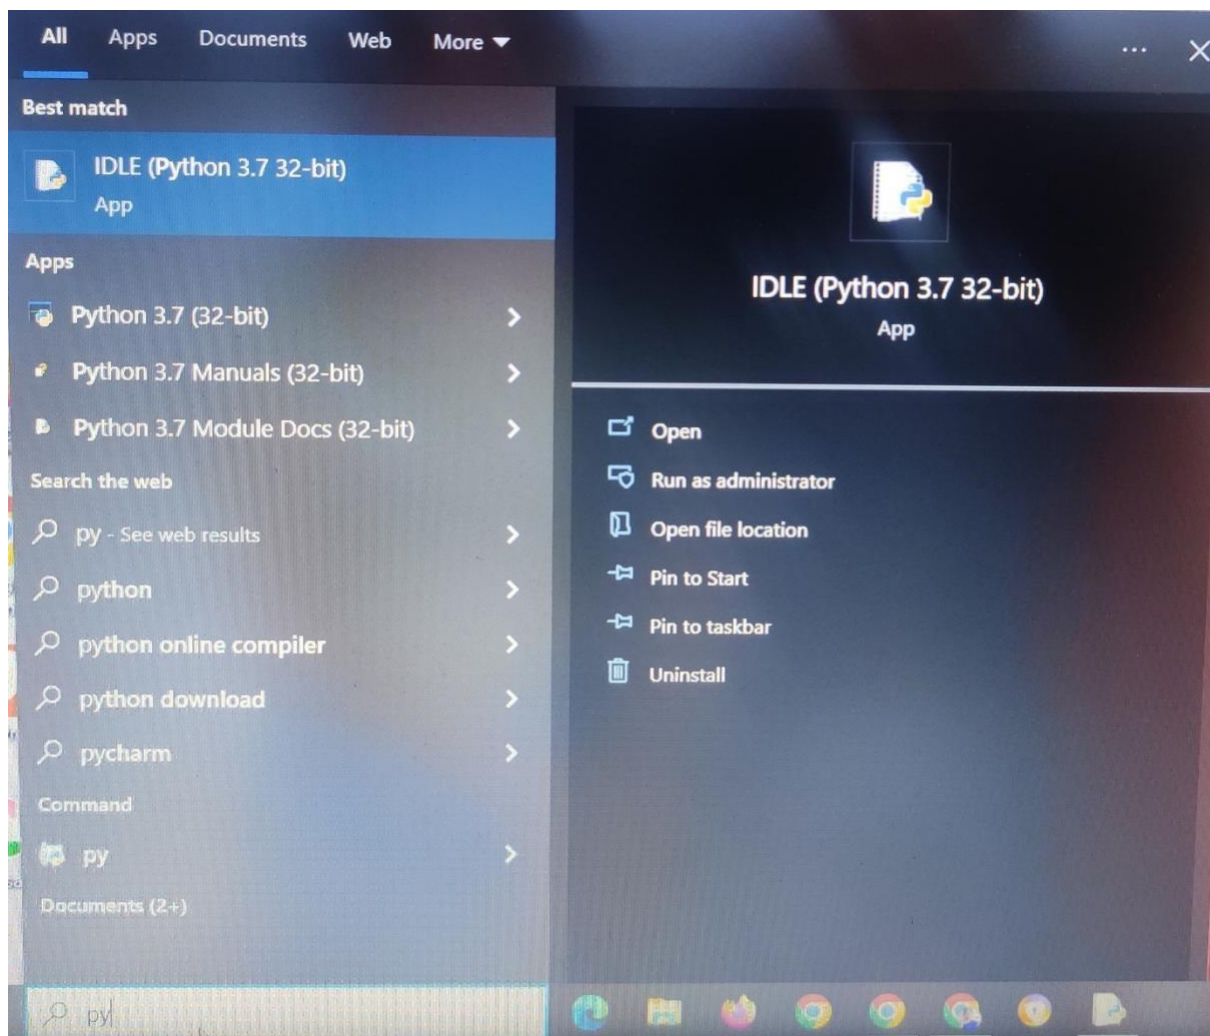 All Apps Documents Web More
Best match
IDLE (Python 3.7 32-bit)
App
Apps
Python 3.7 (32-bit)
Python 3.7 Manuals (32-bit)
Python 3.7 Module Docs (32-bit)
Search the web
py - See web results
python
python online compiler
python download
pycharm
Command
py
Documents (2+)
py
IDLE (Python 3.7 32-bit)
App
Open
Run as administrator
Open file location
Pin to Start
Pin to taskbar
Uninstall